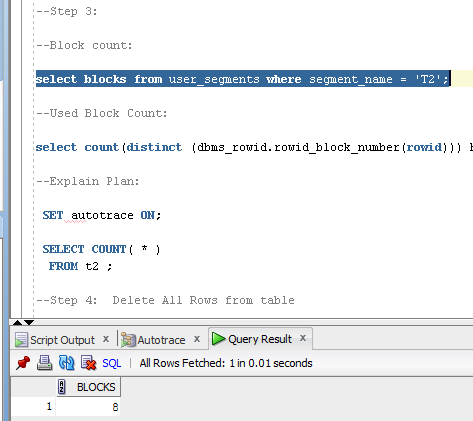 --Step 3:
--Block count:
select blocks from user_segments where segment_name = 'T2';
--Used Block Count:
select count(distinct (dbms_rowid.rowid_block_number(rowid)))
--Explain Plan:
SET autotrace ON;
SELECT COUNT( * )
FROM t2 ;
--Step 4:  Delete All Rows from table
Script Output x Autotrace x Query Result x
SQL | All Rows Fetched: 1 in 0.01 seconds
BLOCKS
1 8